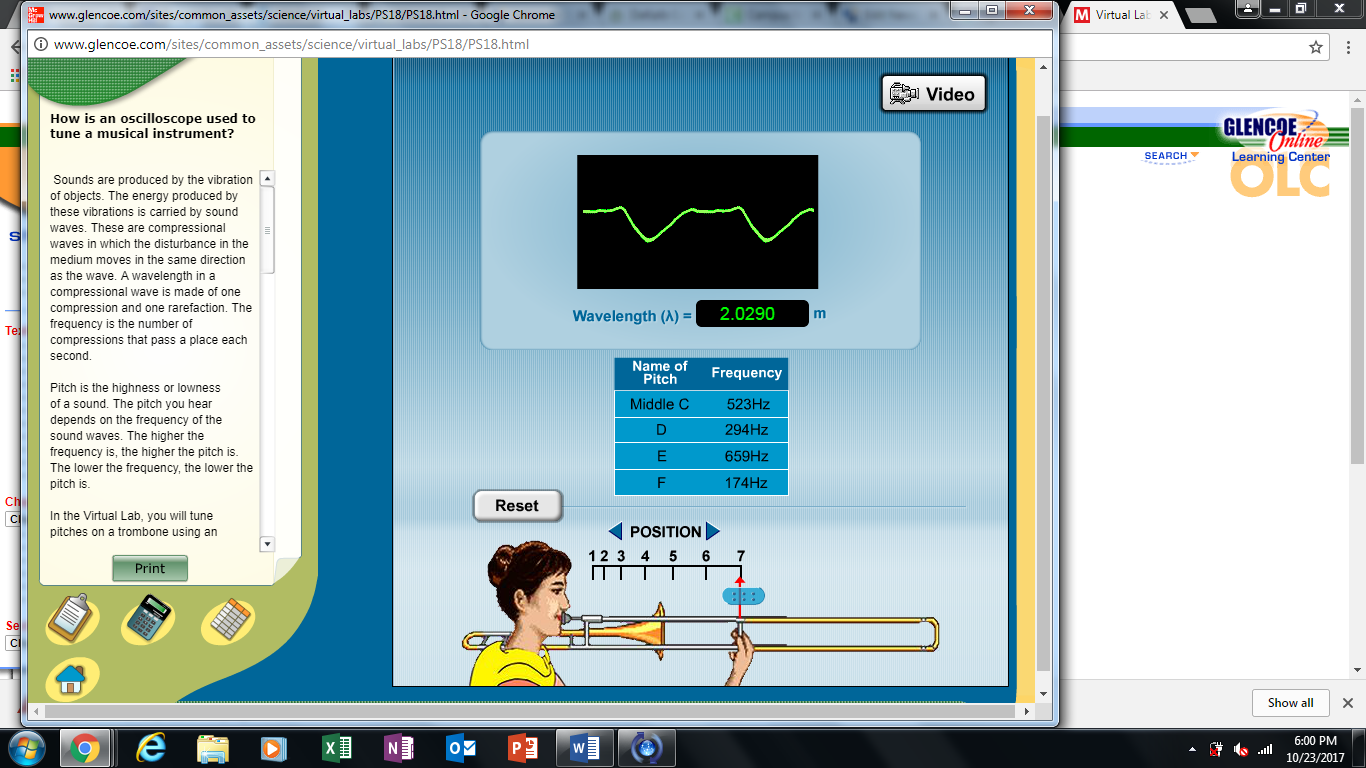 www.glencoe.com/sites/common_assets/science/virtual_labs/PS18/PS18.html - Google Chrome
M Virtual Lab
www.glencoe.com/sites/common_assets/science/virtual_labs/PS18/PS18.html
How is an oscilloscope used to
tune a musical instrument?
Sounds are produced by the vibration
of objects. The energy produced by
these vibrations is carried by sound
waves. These are compressional
waves in which the disturbance in the
medium moves in the same direction
as the wave. A wavelength in a
compressional wave is made of one
compression and one rarefaction. The
frequency is the number of
compressions that pass a place each
second.
Pitch is the highness or lowness
of a sound. The pitch you hear
depends on the frequency of the
sound waves. The higher the
frequency is, the higher the pitch is.
The lower the frequency, the lower the
pitch is.
In the Virtual Lab, you will tune
pitches on a trombone using an
Print
Video
Wavelength (λ) = 2.0290 m
Name of Pitch Frequency
Middle C 523Hz
D 294Hz
E 659Hz
F 174Hz
Reset
POSITION
1 2 3 4 5 6 7
GLENCOE
Online
SEARCH
Learning Center
OLC
Show all
6:00 PM
10/23/2017